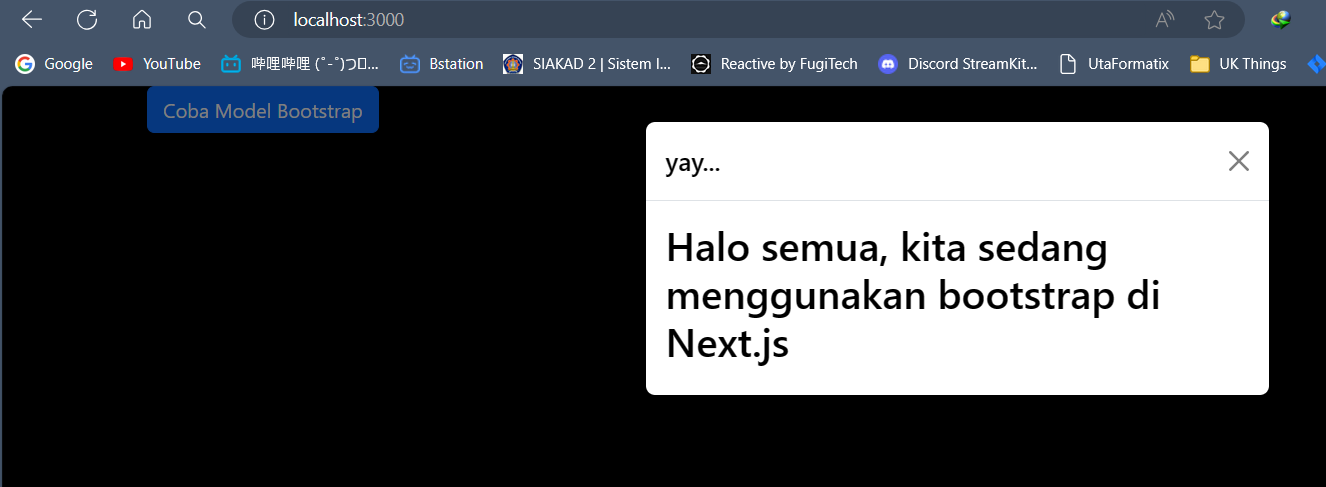 localhost:3000
Google YouTube 哔哩哔哩 (゜-゜)つロ... Bstation SIAKAD 2 | Sistem I... Reactive by FugiTech Discord StreamKit... UtaFormatix UK Things
Coba Model Bootstrap
yay...
Halo semua, kita sedang
menggunakan bootstrap di
Next.js